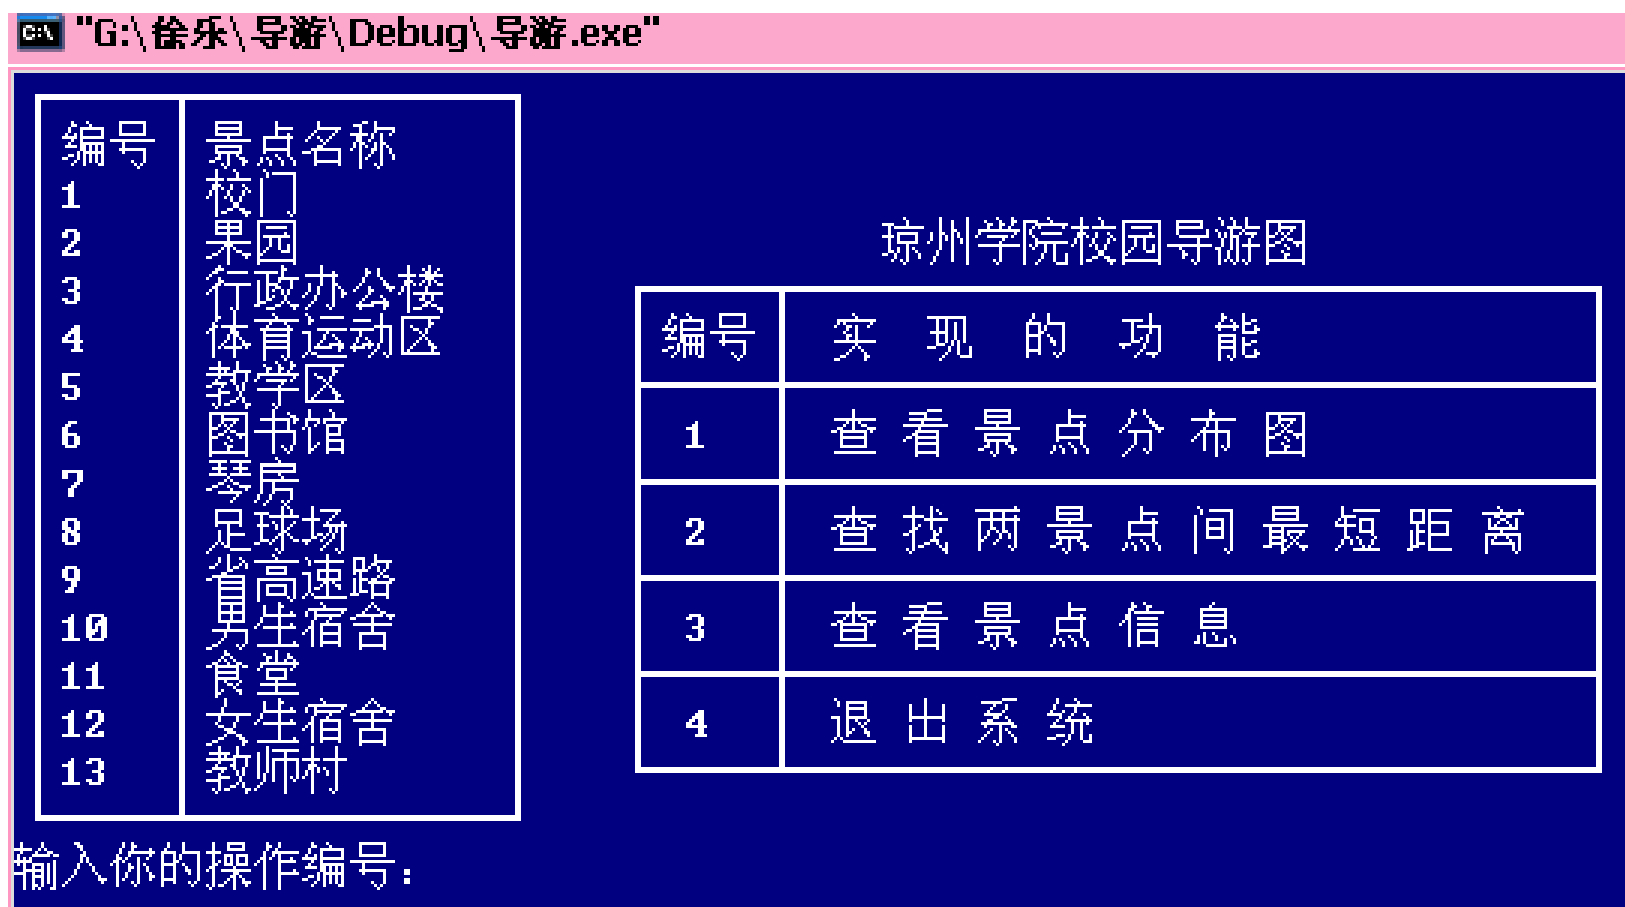 "G:\徐乐\导游\Debug\导游.exe"
编号 景点名称
1 校门
2 果园
3 行政办公楼
4 体育运动区
5 教学区
6 图书馆
7 琴房
8 足球场
9 省高速路
10 男生宿舍
11 食堂
12 女生宿舍
13 教师村
琼州学院校园导游图
编号 实 现 的 功 能
1 查 看 景 点 分 布 图
2 查 找 两 景 点 间 最 短 距 离
3 查 看 景 点 信 息
4 退 出 系 统
输入你的操作编号：